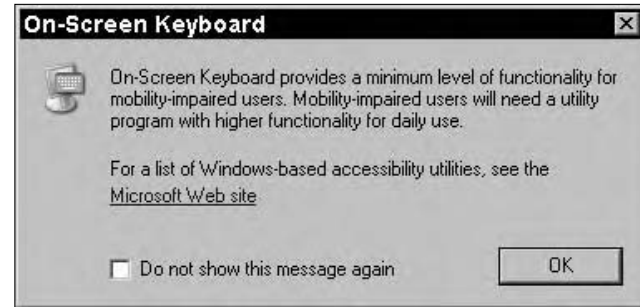 On-Screen Keyboard
On-Screen Keyboard provides a minimum level of functionality for
mobility-impaired users. Mobility-impaired users will need a utility
program with higher functionality for daily use.
For a list of Windows-based accessibility utilities, see the
Microsoft Web site
Do not show this message again
OK